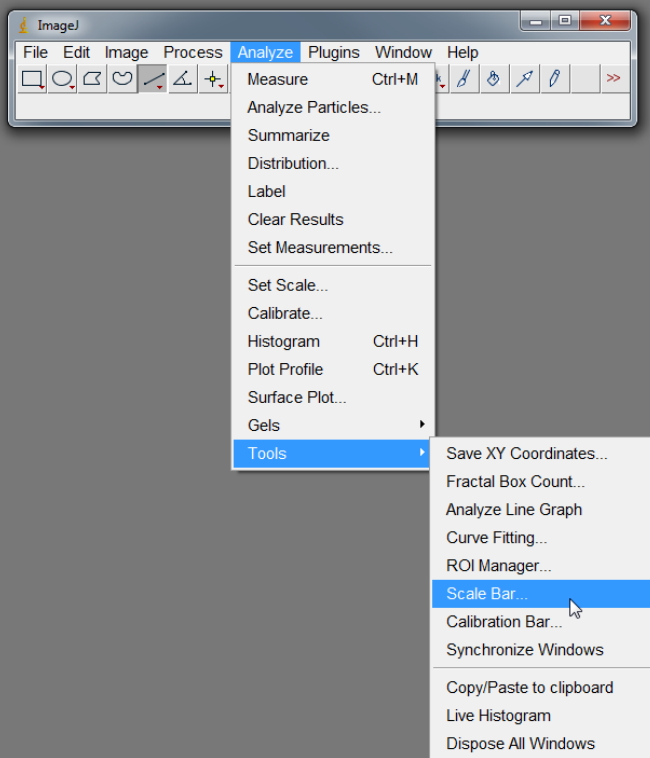 ImageJ
File Edit Image Process Analyze Plugins Window Help
>>
Measure Ctrl+M
Analyze Particles...
Summarize
Distribution...
Label
Clear Results
Set Measurements...
Set Scale...
Calibrate...
Histogram Ctrl+H
Plot Profile Ctrl+K
Surface Plot...
Gels
Tools
Save XY Coordinates...
Fractal Box Count...
Analyze Line Graph
Curve Fitting...
ROI Manager...
Scale Bar...
Calibration Bar...
Synchronize Windows
Copy/Paste to clipboard
Live Histogram
Dispose All Windows